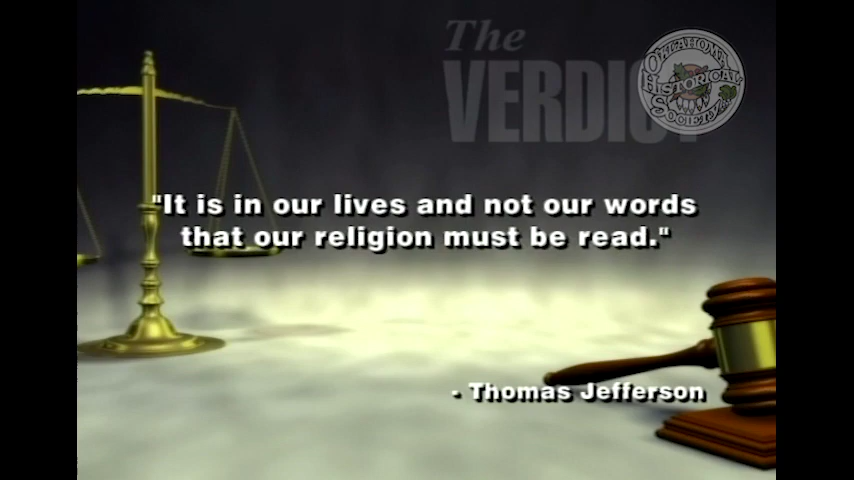 The
VERDICT
OKLAHOMA
HISTORICAL
SOCIETY
"It is in our lives and not our words
that our religion must be read."
- Thomas Jefferson